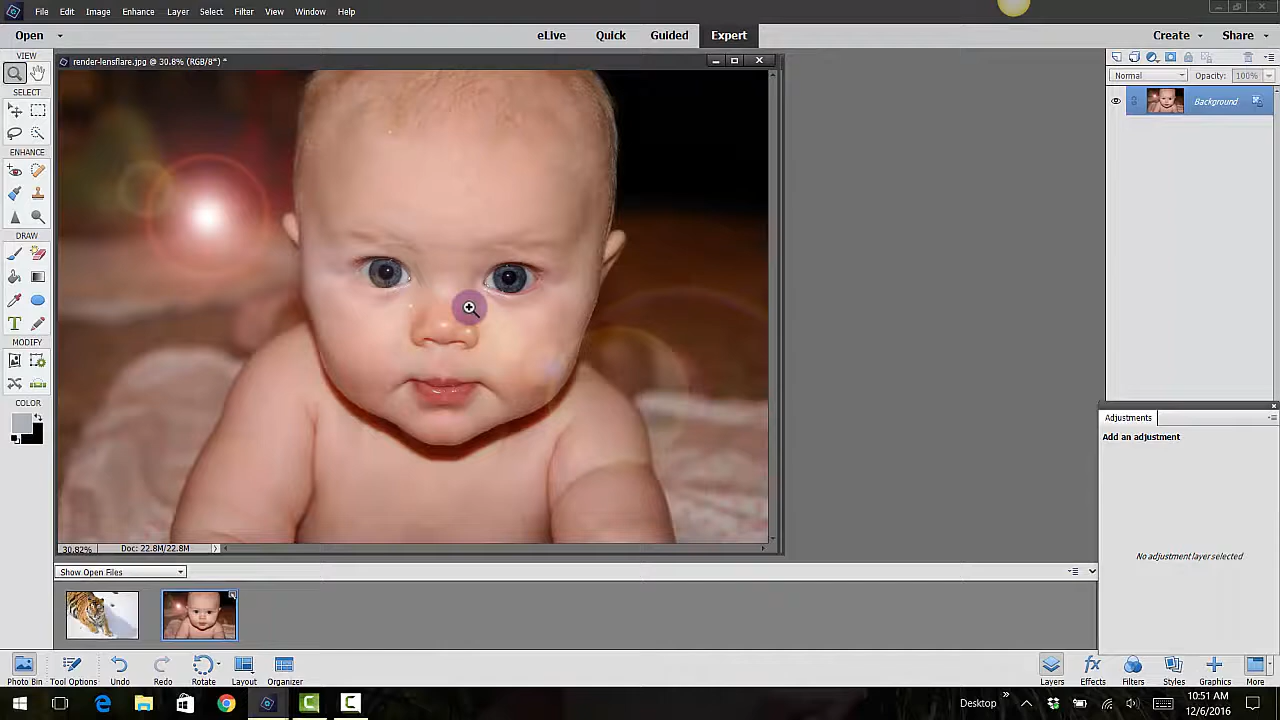 File Edit Image Enhance Layer Select Filter View Window Help
Open eLive Quick Guided Expert Create Share
VIEW
SELECT
ENHANCE
DRAW
MODIFY
COLOR
render-lensflare.jpg @ 30.8% (RGB/8*) *
30.82% Doc: 22.8M/22.8M
Normal Opacity: 100%
Background
Adjustments
Add an adjustment
No adjustment layer selected
Show Open Files
Photo Bin Tool Options Undo Redo Rotate Layout Organizer Layers Effects Filters Styles Graphics More
Desktop
10:51 AM
12/6/2016